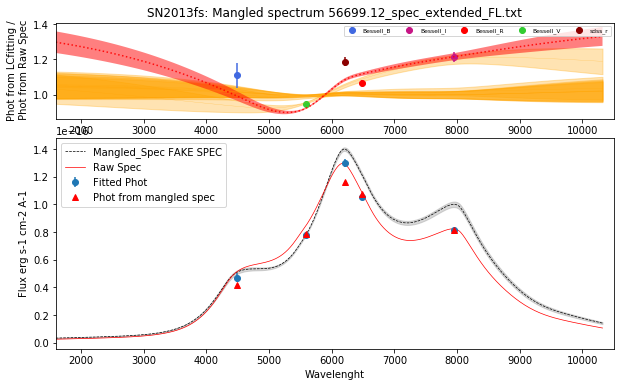 SN2013fs: Mangled spectrum 56699.12_spec_extended_FL.txt
Phot from LCfitting /
Phot from Raw Spec
1.4
1.2
1.0
Bessell_B
Bessell_I
Bessell_R
Bessell_V
sdss_r
2000 3000 4000 5000 6000 7000 8000 9000 10000
1e−16
Flux erg s-1 cm-2 A-1
1.4
1.2
1.0
0.8
0.6
0.4
0.2
0.0
Mangled_Spec FAKE SPEC
Raw Spec
Fitted Phot
Phot from mangled spec
2000 3000 4000 5000 6000 7000 8000 9000 10000
Wavelenght